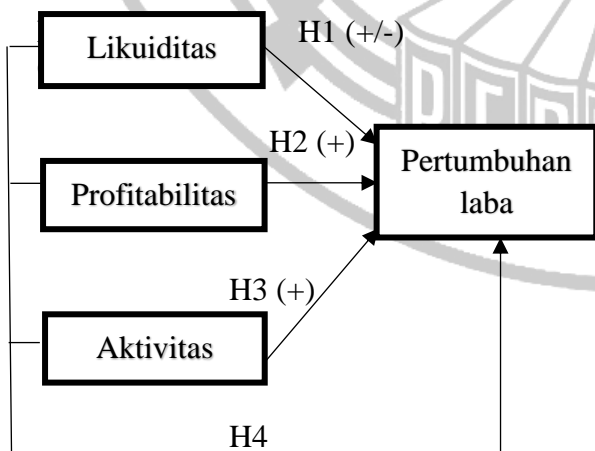 Likuiditas
H1 (+/-)
H2 (+)
Profitabilitas
Pertumbuhan
laba
H3 (+)
Aktivitas
H4